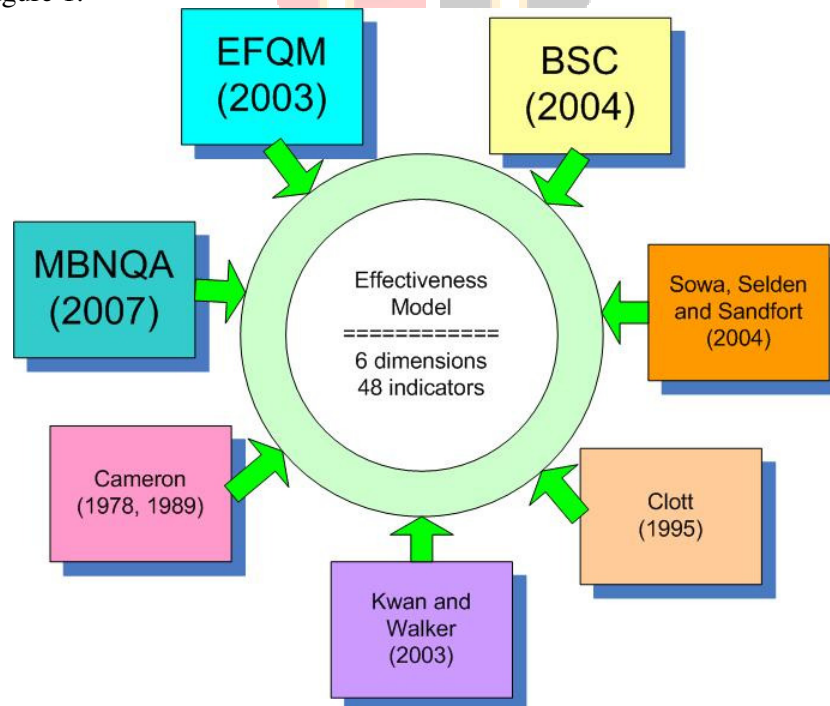 EFQM
(2003)
BSC
(2004)
MBNQA
(2007)
Effectiveness
Model
============
6 dimensions
48 indicators
Sowa, Selden
and Sandfort
(2004)
Cameron
(1978, 1989)
Clott
(1995)
Kwan and
Walker
(2003)